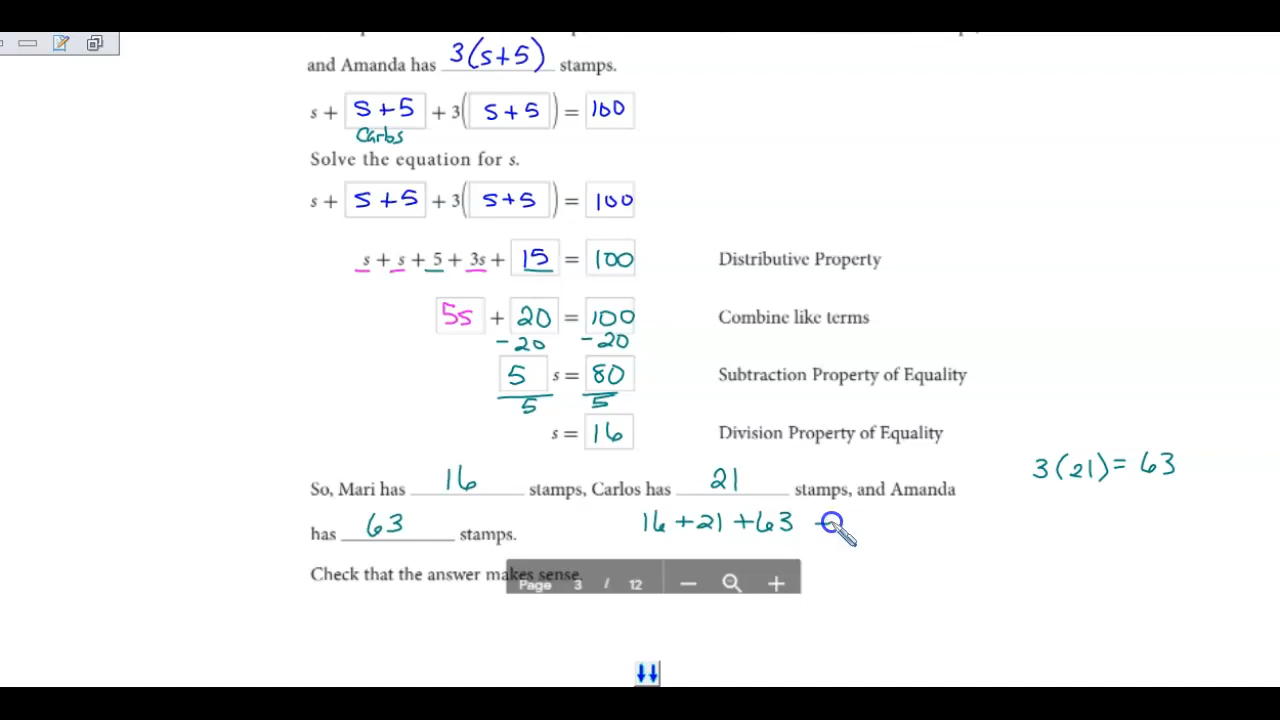 and Amanda has 3(s+5) stamps.
s + s+5 + 3( s+5 ) = 100
Carbs
Solve the equation for s.
s + s+5 + 3( s+5 ) = 100
s + s + 5 + 3s + 15 = 100 Distributive Property
5s + 20 = 100 Combine like terms
-20 -20
5 s = 80 Subtraction Property of Equality
5 5
s = 16 Division Property of Equality
3(21) = 63
So, Mari has 16 stamps, Carlos has 21 stamps, and Amanda
has 63 stamps. 16 + 21 + 63
Check that the answer makes sense.
Page 3 / 12